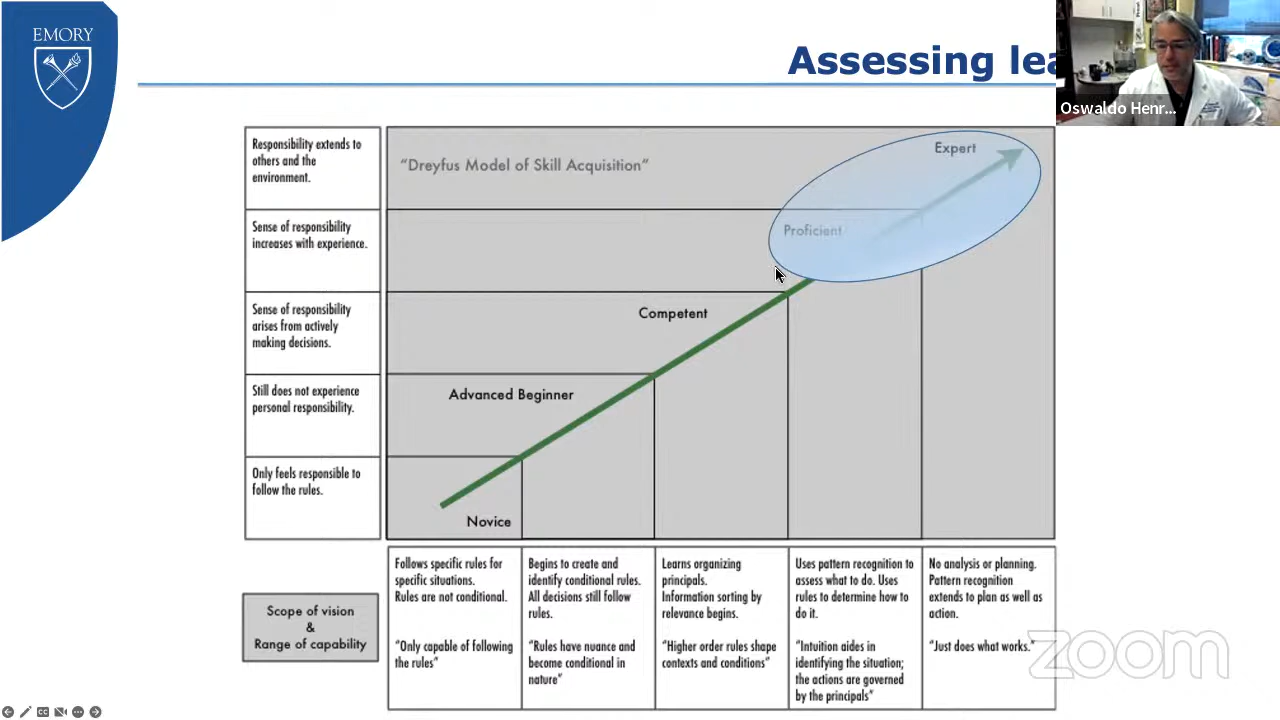 EMORY
Assessing lea
Oswaldo Henr...
Responsibility extends to
others and the
environment.
"Dreyfus Model of Skill Acquisition"
Expert
Sense of responsibility
increases with experience.
Proficient
Sense of responsibility
arises from actively
making decisions.
Competent
Still does not experience
personal responsibility.
Advanced Beginner
Only feels responsible to
follow the rules.
Novice
Scope of vision
&
Range of capability
Follows specific rules for
specific situations.
Rules are not conditional.
"Only capable of following
the rules"
Begins to create and
identify conditional rules.
All decisions still follow
rules.
"Rules have nuance and
become conditional in
nature"
Learns organizing
principals.
Information sorting by
relevance begins.
"Higher order rules shape
contexts and conditions"
Uses pattern recognition to
assess what to do. Uses
rules to determine how to
do it.
"Intuition aides in
identifying the situation;
the actions are governed
by the principals"
No analysis or planning.
Pattern recognition
extends to plan as well as
action.
"Just does what works."
zoom